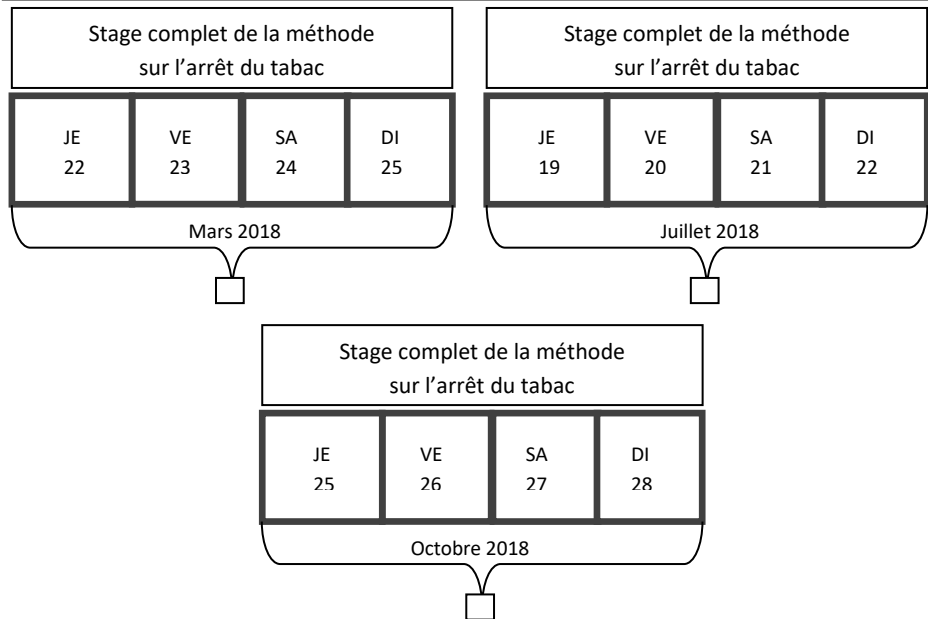 Stage complet de la méthode
sur l’arrêt du tabac
JE VE SA DI
22 23 24 25
Mars 2018
Stage complet de la méthode
sur l’arrêt du tabac
JE VE SA DI
19 20 21 22
Juillet 2018
Stage complet de la méthode
sur l’arrêt du tabac
JE VE SA DI
25 26 27 28
Octobre 2018